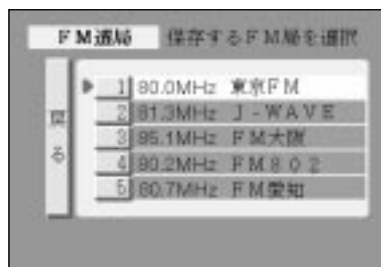 FM選局 保存するFM局を選択
戻る
1 80.0MHz 東京FM
2 81.3MHz J-WAVE
3 85.1MHz FM大阪
4 80.2MHz FM802
5 80.7MHz FM愛知